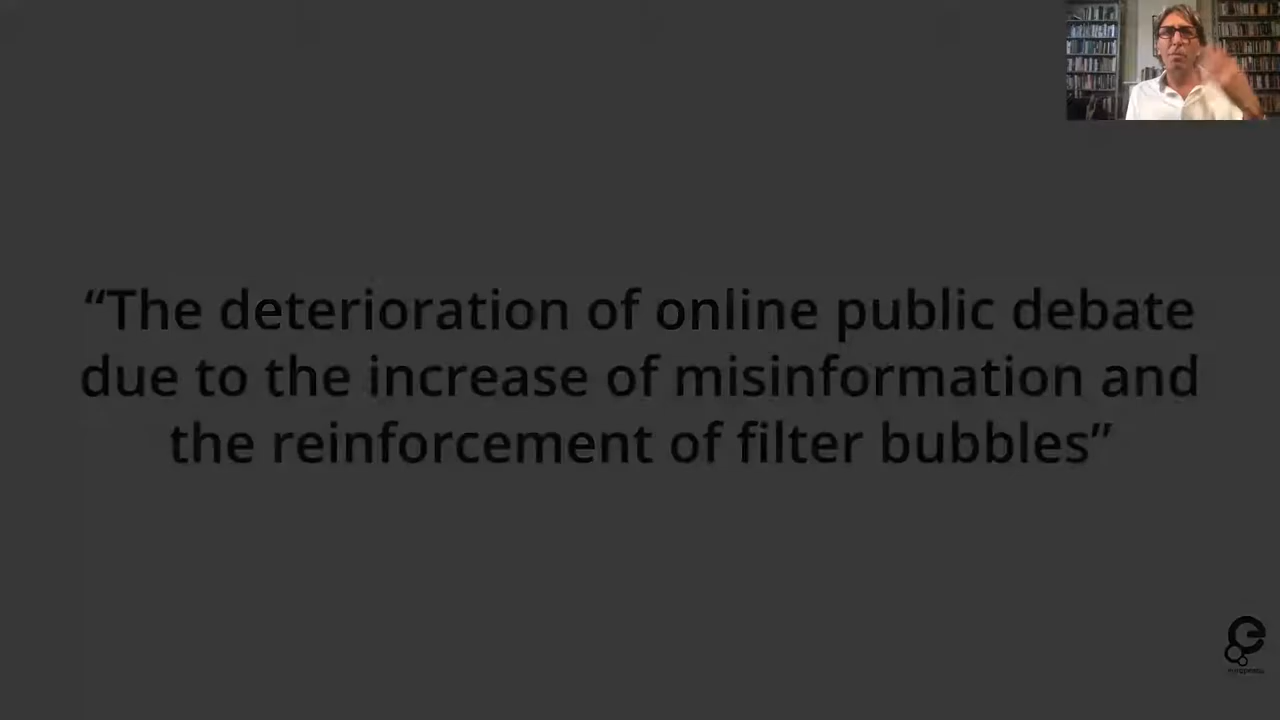 “The deterioration of online public debate
due to the increase of misinformation and
the reinforcement of filter bubbles”